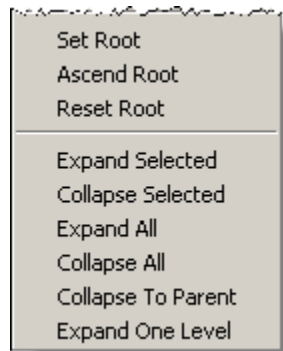 Set Root
Ascend Root
Reset Root
Expand Selected
Collapse Selected
Expand All
Collapse All
Collapse To Parent
Expand One Level